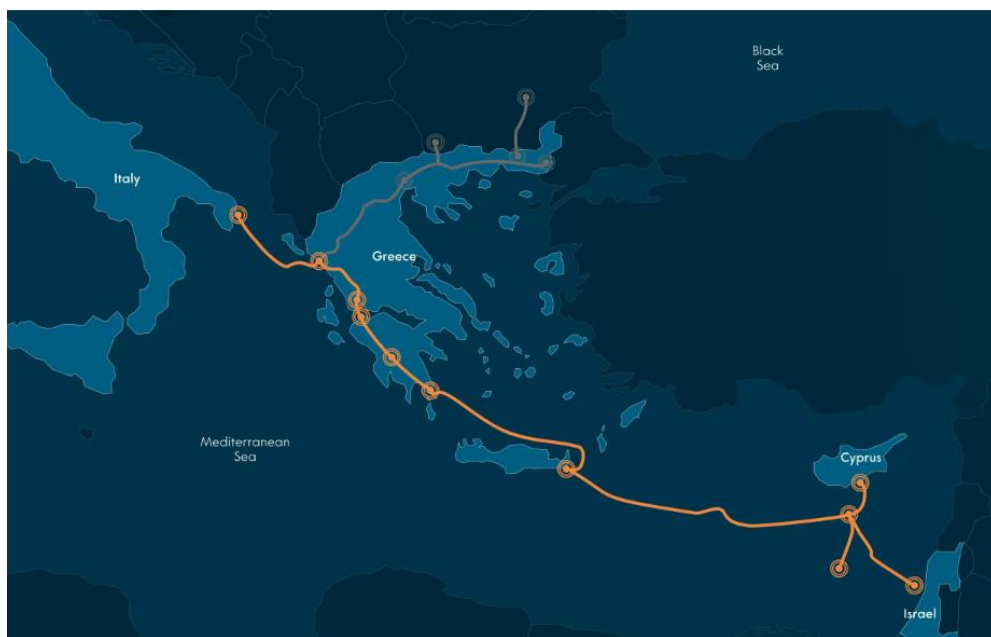 Black
Sea
Italy
Greece
Mediterranean
Sea
Cyprus
Israel